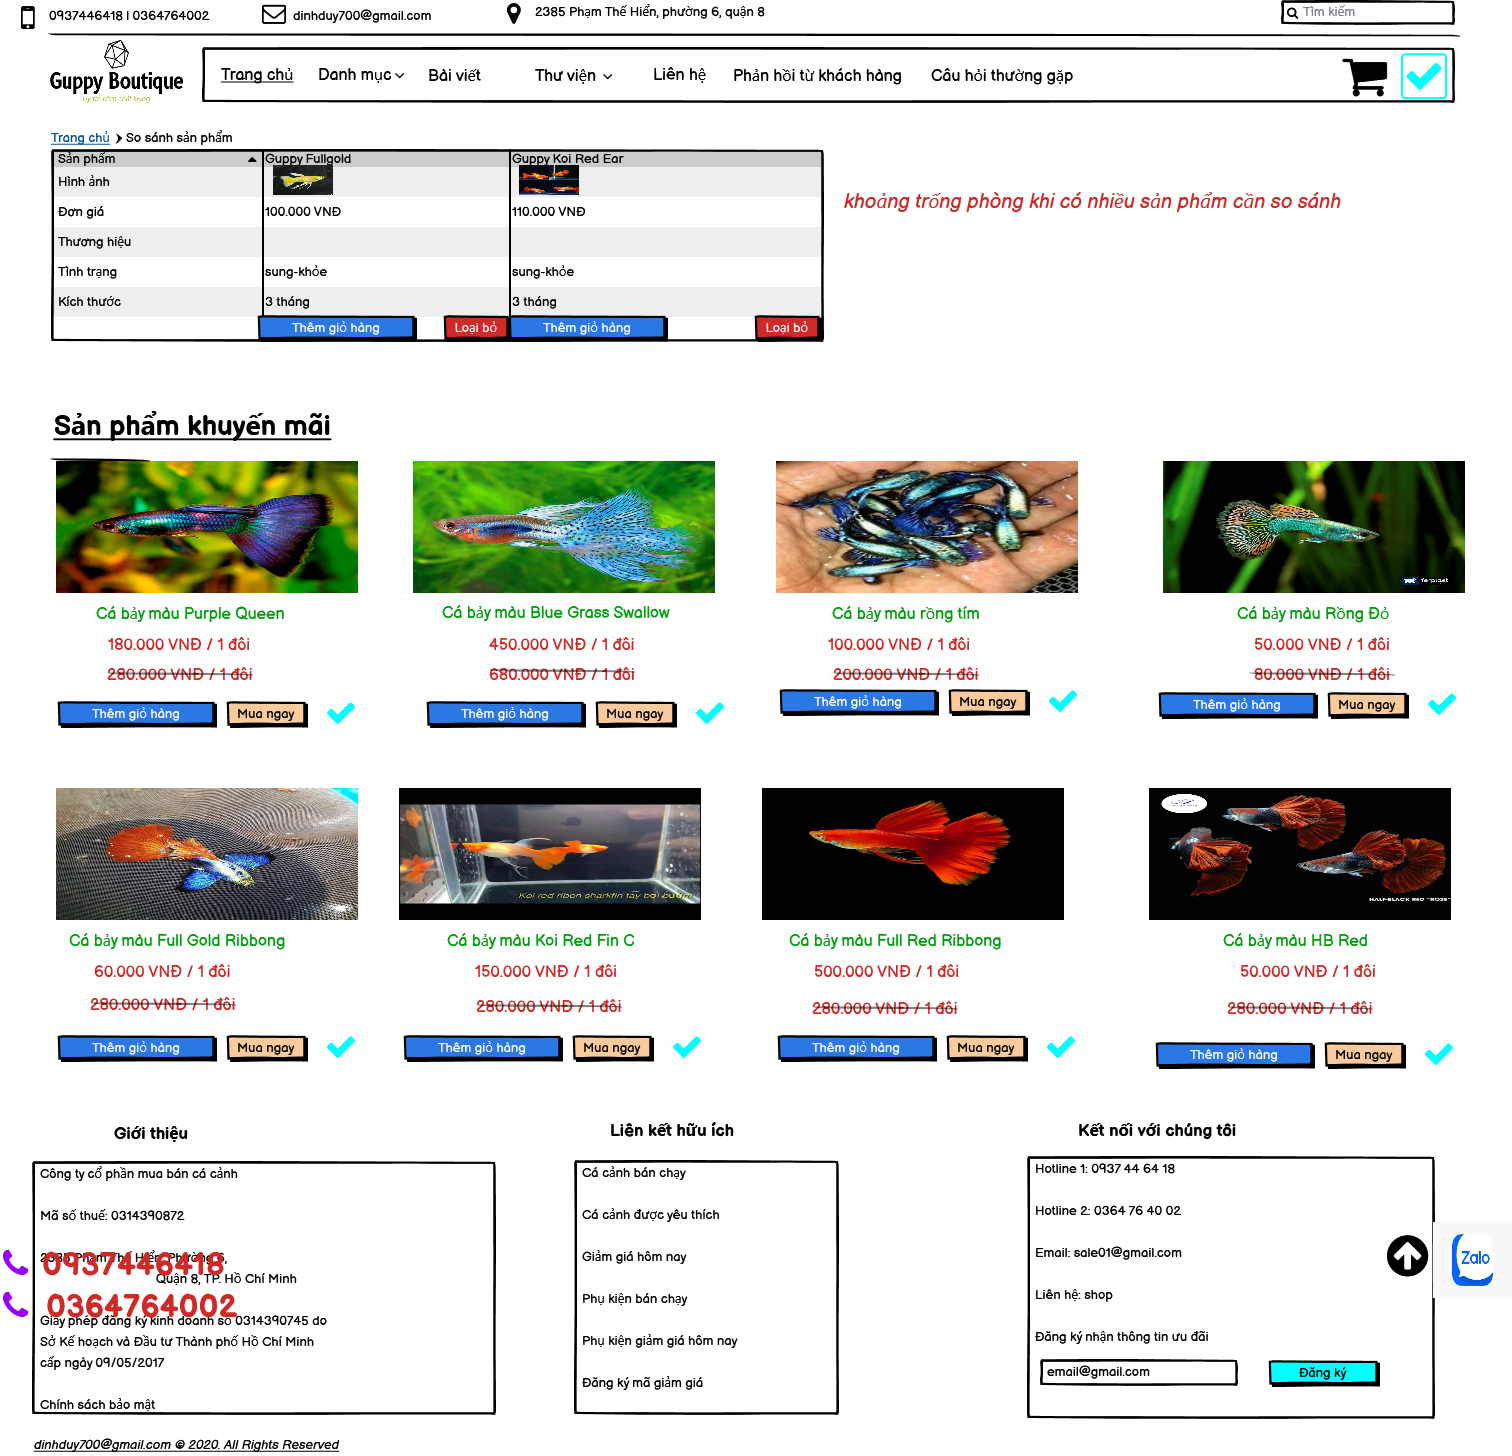 0937446418 I 0364764002
dinhduy700@gmail.com
2385 Phạm Thế Hiển, phường 6, quận 8
Tìm kiếm
Guppy Boutique
Uy tín kèm chất lượng
Trang chủ
Danh mục
Bài viết
Thư viện
Liên hệ
Phản hồi từ khách hàng
Câu hỏi thường gặp
Trang chủ
So sánh sản phẩm
Sản phẩm
Guppy Fullgold
Guppy Koi Red Ear
Hình ảnh
Đơn giá
100.000 VNĐ
110.000 VNĐ
Thương hiệu
Tình trạng
sung-khỏe
sung-khỏe
Kích thước
3 tháng
3 tháng
Thêm giỏ hàng
Loại bỏ
Thêm giỏ hàng
Loại bỏ
khoảng trống phòng khi có nhiều sản phẩm cần so sánh
Sản phẩm khuyến mãi
Ferplast
Cá bảy màu Purple Queen
Cá bảy màu Blue Grass Swallow
Cá bảy màu rồng tím
Cá bảy màu Rồng Đỏ
180.000 VNĐ / 1 đôi
450.000 VNĐ / 1 đôi
100.000 VNĐ / 1 đôi
50.000 VNĐ / 1 đôi
280.000 VNĐ / 1 đôi
680.000 VNĐ / 1 đôi
200.000 VNĐ / 1 đôi
80.000 VNĐ / 1 đôi
Thêm giỏ hàng
Mua ngay
Thêm giỏ hàng
Mua ngay
Thêm giỏ hàng
Mua ngay
Thêm giỏ hàng
Mua ngay
Koi red ribon sharkfin tây bơi bướm
HALF-BLACK RED "ROSE"
Cá bảy màu Full Gold Ribbong
Cá bảy màu Koi Red Fin C
Cá bảy màu Full Red Ribbong
Cá bảy màu HB Red
60.000 VNĐ / 1 đôi
150.000 VNĐ / 1 đôi
500.000 VNĐ / 1 đôi
50.000 VNĐ / 1 đôi
280.000 VNĐ / 1 đôi
280.000 VNĐ / 1 đôi
280.000 VNĐ / 1 đôi
280.000 VNĐ / 1 đôi
Thêm giỏ hàng
Mua ngay
Thêm giỏ hàng
Mua ngay
Thêm giỏ hàng
Mua ngay
Thêm giỏ hàng
Mua ngay
Giới thiệu
Công ty cổ phần mua bán cá cảnh
Mã số thuế: 0314390872
2385 Phạm Thế Hiển, Phường 6,
Quận 8, TP. Hồ Chí Minh
0937446418
0364764002
Giấy phép đăng ký kinh doanh số 0314390745 do
Sở Kế hoạch và Đầu tư Thành phố Hồ Chí Minh
cấp ngày 09/05/2017
Chính sách bảo mật
Liên kết hữu ích
Cá cảnh bán chạy
Cá cảnh được yêu thích
Giảm giá hôm nay
Phụ kiện bán chạy
Phụ kiện giảm giá hôm nay
Đăng ký mã giảm giá
Kết nối với chúng tôi
Hotline 1: 0937 44 64 18
Hotline 2: 0364 76 40 02
Email: sale01@gmail.com
Liên hệ: shop
Đăng ký nhận thông tin ưu đãi
email@gmail.com
Đăng ký
Zalo
dinhduy700@gmail.com © 2020. All Rights Reserved